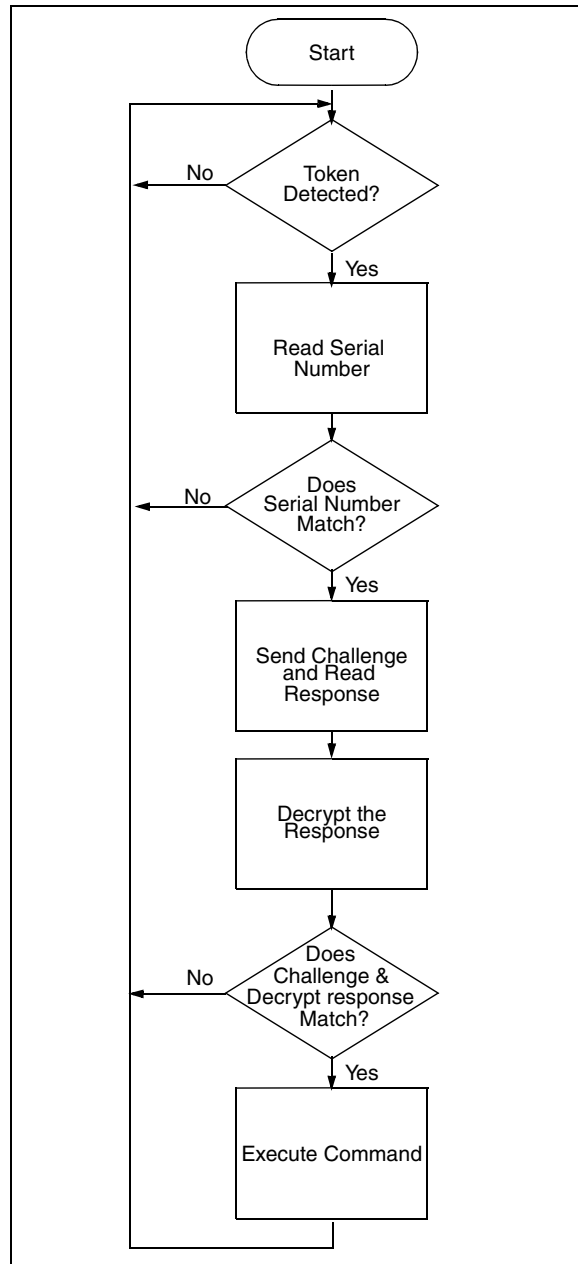 Start
Token
Detected?
No
Yes
Read Serial
Number
Does
Serial Number
Match?
No
Yes
Send Challenge
and Read
Response
Decrypt the
Response
Does
Challenge &
Decrypt response
Match?
No
Yes
Execute Command